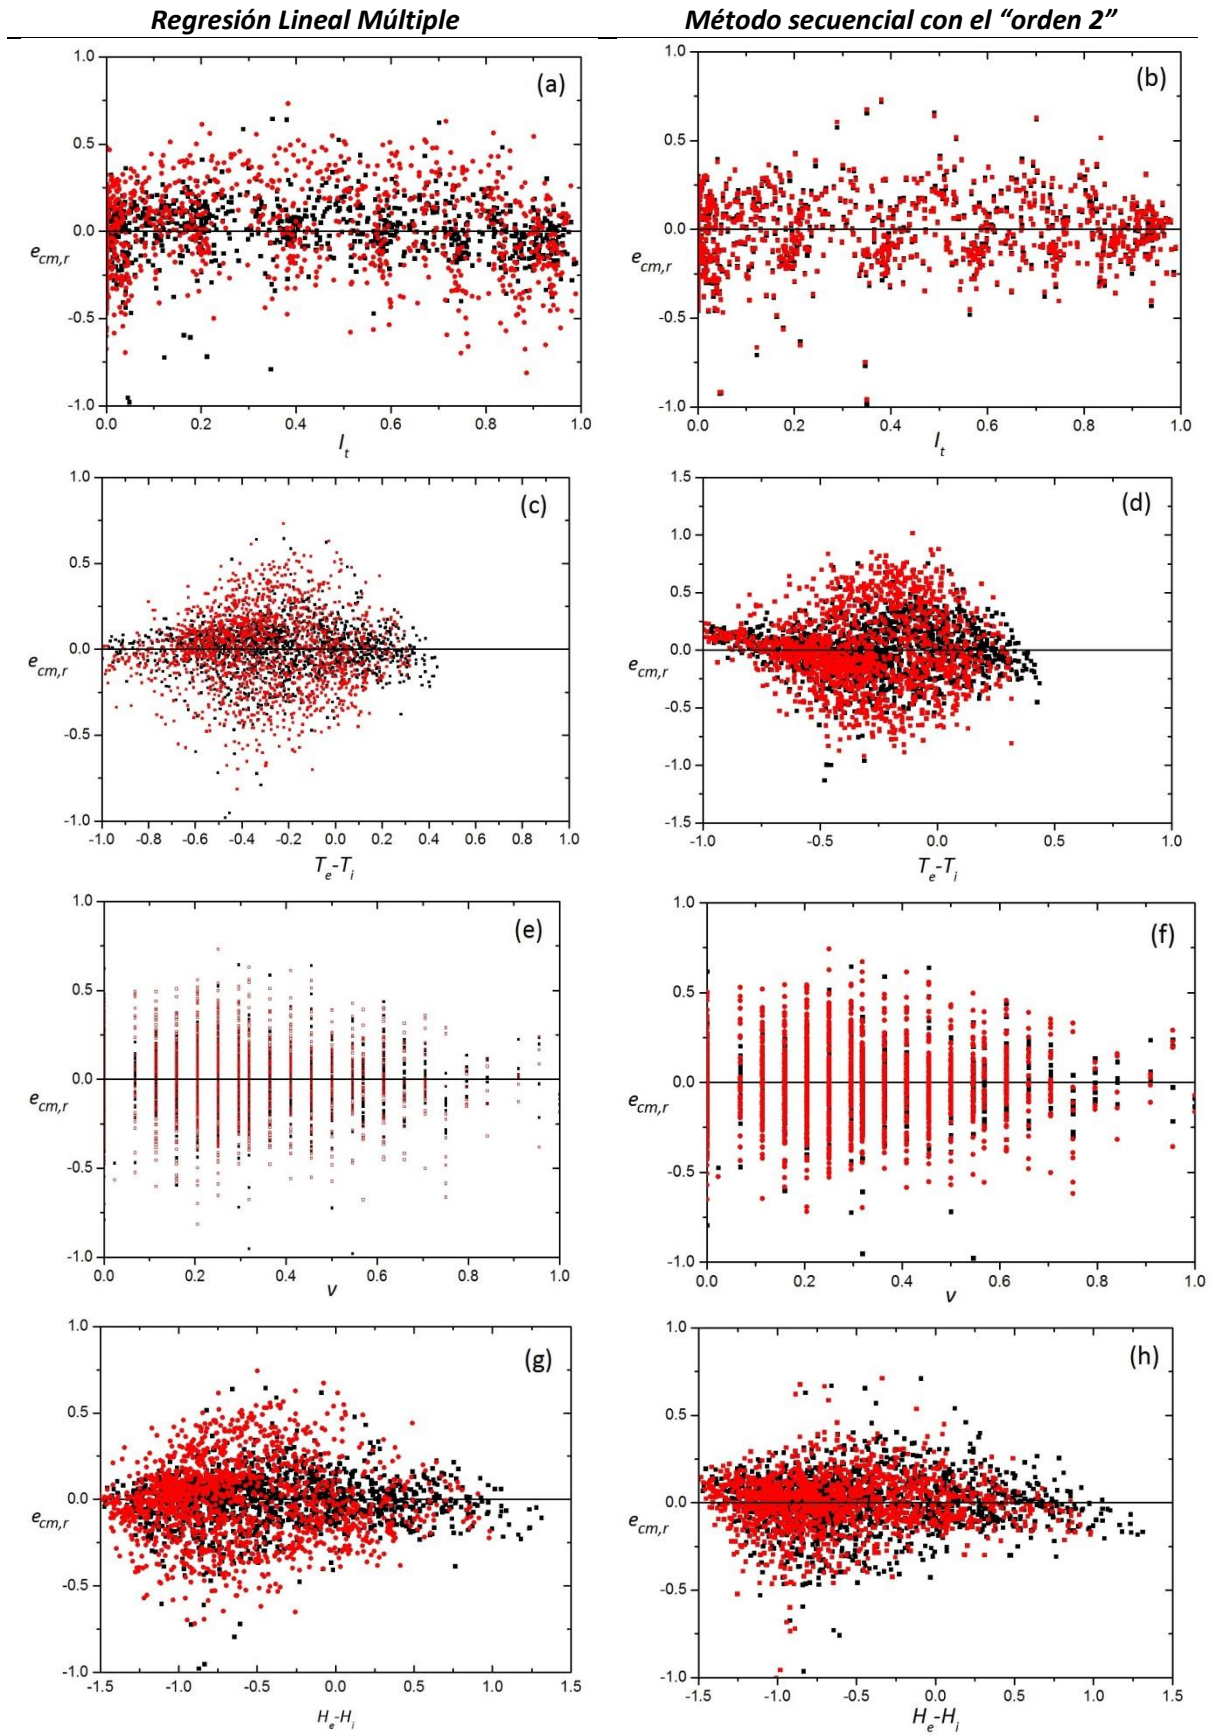 Regresión Lineal Múltiple
Método secuencial con el “orden 2”
1.0
0.5
0.0
-0.5
-1.0
e_cm,r
(a)
0.0 0.2 0.4 0.6 0.8 1.0
I_t
1.0
0.5
0.0
-0.5
-1.0
e_cm,r
(b)
0.0 0.2 0.4 0.6 0.8 1.0
I_t
1.0
0.5
0.0
-0.5
-1.0
e_cm,r
(c)
-1.0 -0.8 -0.6 -0.4 -0.2 0.0 0.2 0.4 0.6 0.8 1.0
T_e-T_i
1.5
1.0
0.5
0.0
-0.5
-1.0
-1.5
e_cm,r
(d)
-1.0 -0.5 0.0 0.5 1.0
T_e-T_i
1.0
0.5
0.0
-0.5
-1.0
e_cm,r
(e)
0.0 0.2 0.4 0.6 0.8 1.0
v
1.0
0.5
0.0
-0.5
-1.0
e_cm,r
(f)
0.0 0.2 0.4 0.6 0.8 1.0
v
1.0
0.5
0.0
-0.5
-1.0
e_cm,r
(g)
-1.5 -1.0 -0.5 0.0 0.5 1.0 1.5
H_e-H_i
1.0
0.5
0.0
-0.5
-1.0
e_cm,r
(h)
-1.5 -1.0 -0.5 0.0 0.5 1.0 1.5
H_e-H_i